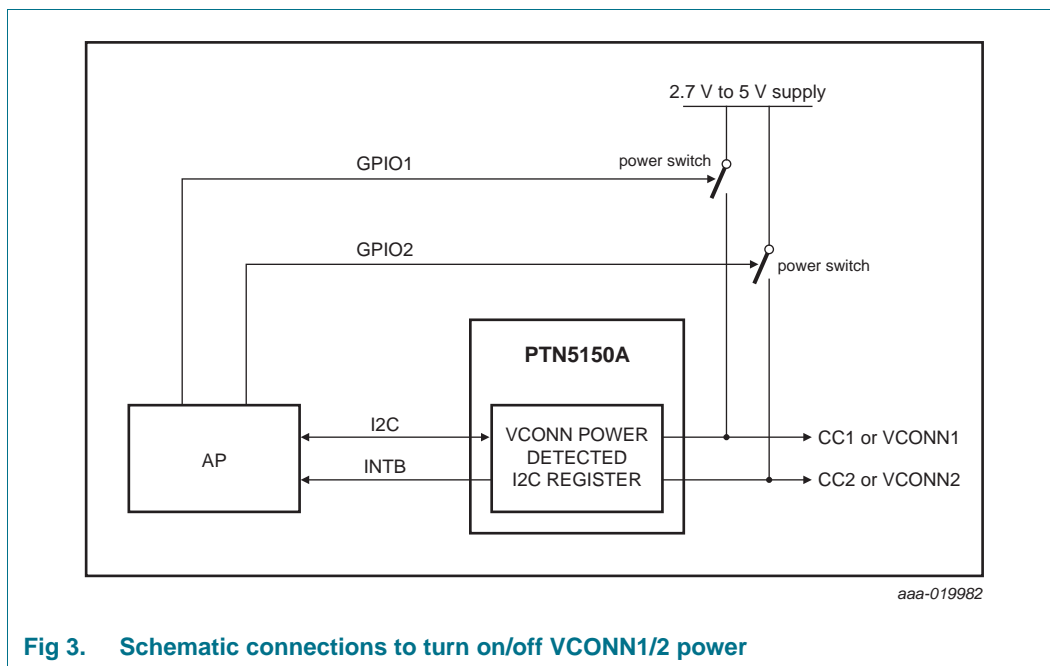 2.7 V to 5 V supply
GPIO1
power switch
GPIO2
power switch
PTN5150A
AP
I2C
INTB
VCONN POWER
DETECTED
I2C REGISTER
CC1 or VCONN1
CC2 or VCONN2
aaa-019982
Fig 3. Schematic connections to turn on/off VCONN1/2 power